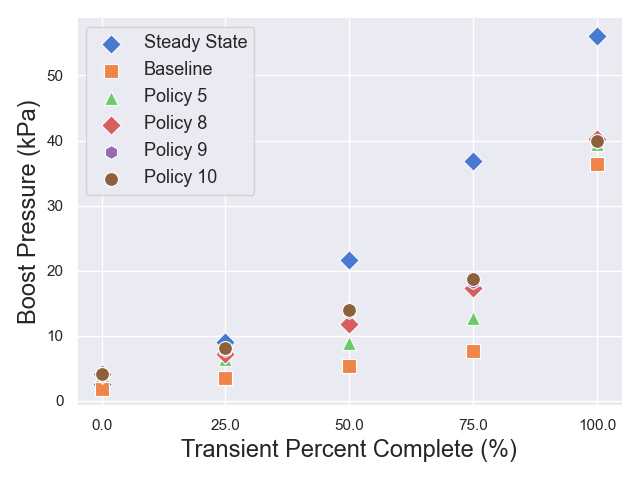 Steady State
Baseline
Policy 5
Policy 8
Policy 9
Policy 10
Boost Pressure (kPa)
50
40
30
20
10
0
0.0 25.0 50.0 75.0 100.0
Transient Percent Complete (%)